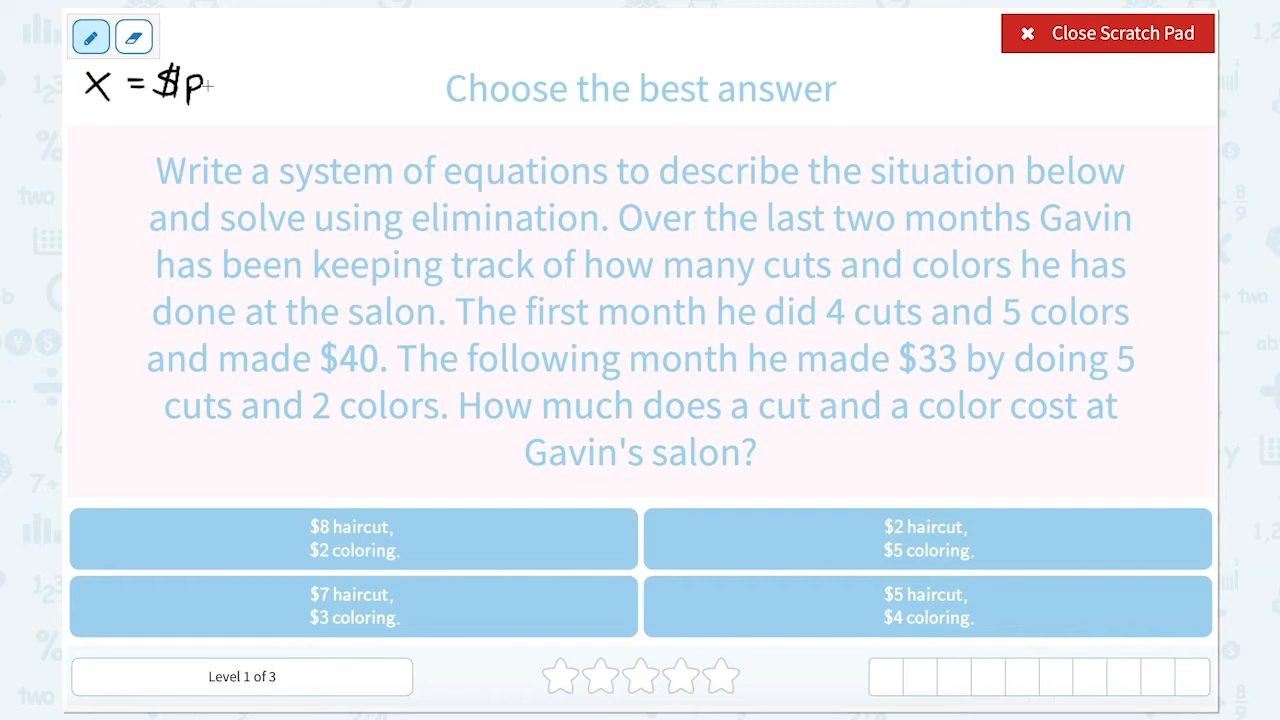 Close Scratch Pad
x = $p
Choose the best answer
Write a system of equations to describe the situation below
and solve using elimination. Over the last two months Gavin
has been keeping track of how many cuts and colors he has
done at the salon. The first month he did 4 cuts and 5 colors
and made $40. The following month he made $33 by doing 5
cuts and 2 colors. How much does a cut and a color cost at
Gavin's salon?
$8 haircut,
$2 coloring.
$2 haircut,
$5 coloring.
$7 haircut,
$3 coloring.
$5 haircut,
$4 coloring.
Level 1 of 3